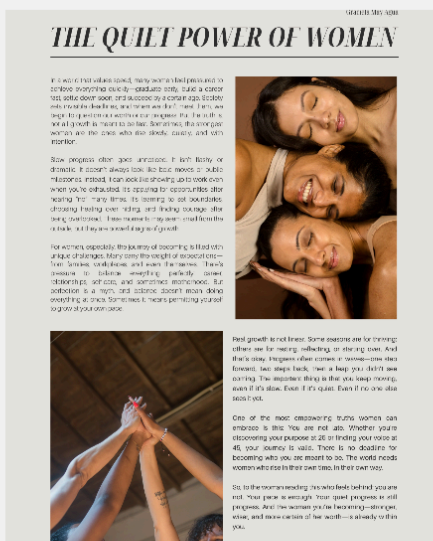 Graciela May Agua
THE QUIET POWER OF WOMEN
In a world that values speed, many women feel pressured to
achieve everything quickly—graduate early, build a career
fast, settle down soon, and succeed by a certain age. Society
sets invisible deadlines, and when we don't meet them, we
begin to question our worth or our progress. But the truth is,
not all growth is meant to be fast. Sometimes, the strongest
women are the ones who rise slowly, quietly, and with
intention.
Slow progress often goes unnoticed. It isn't flashy or
dramatic. It doesn't always look like bold moves or public
milestones. Instead, it can look like showing up to work even
when you're exhausted. It's applying for opportunities after
hearing "no" many times. It's learning to set boundaries,
choosing healing over hiding, and finding courage after
being overlooked. These moments may seem small from the
outside, but they are powerful signs of growth.
For women, especially, the journey of becoming is filled with
unique challenges. Many carry the weight of expectations—
from families, workplaces, and even themselves. There's
pressure to balance everything perfectly: career,
relationships, self-care, and sometimes motherhood. But
perfection is a myth, and balance doesn't mean doing
everything at once. Sometimes it means permitting yourself
to grow at your own pace.
Real growth is not linear. Some seasons are for thriving;
others are for resting, reflecting, or starting over. And
that's okay. Progress often comes in waves—one step
forward, two steps back, then a leap you didn't see
coming. The important thing is that you keep moving,
even if it's slow. Even if it's quiet. Even if no one else
sees it yet.
One of the most empowering truths women can
embrace is this: You are not late. Whether you're
discovering your purpose at 25 or finding your voice at
45, your journey is valid. There is no deadline for
becoming who you are meant to be. The world needs
women who rise in their own time, in their own way.
So, to the woman reading this who feels behind: you are
not. Your pace is enough. Your quiet progress is still
progress. And the woman you're becoming—stronger,
wiser, and more certain of her worth—is already within
you.